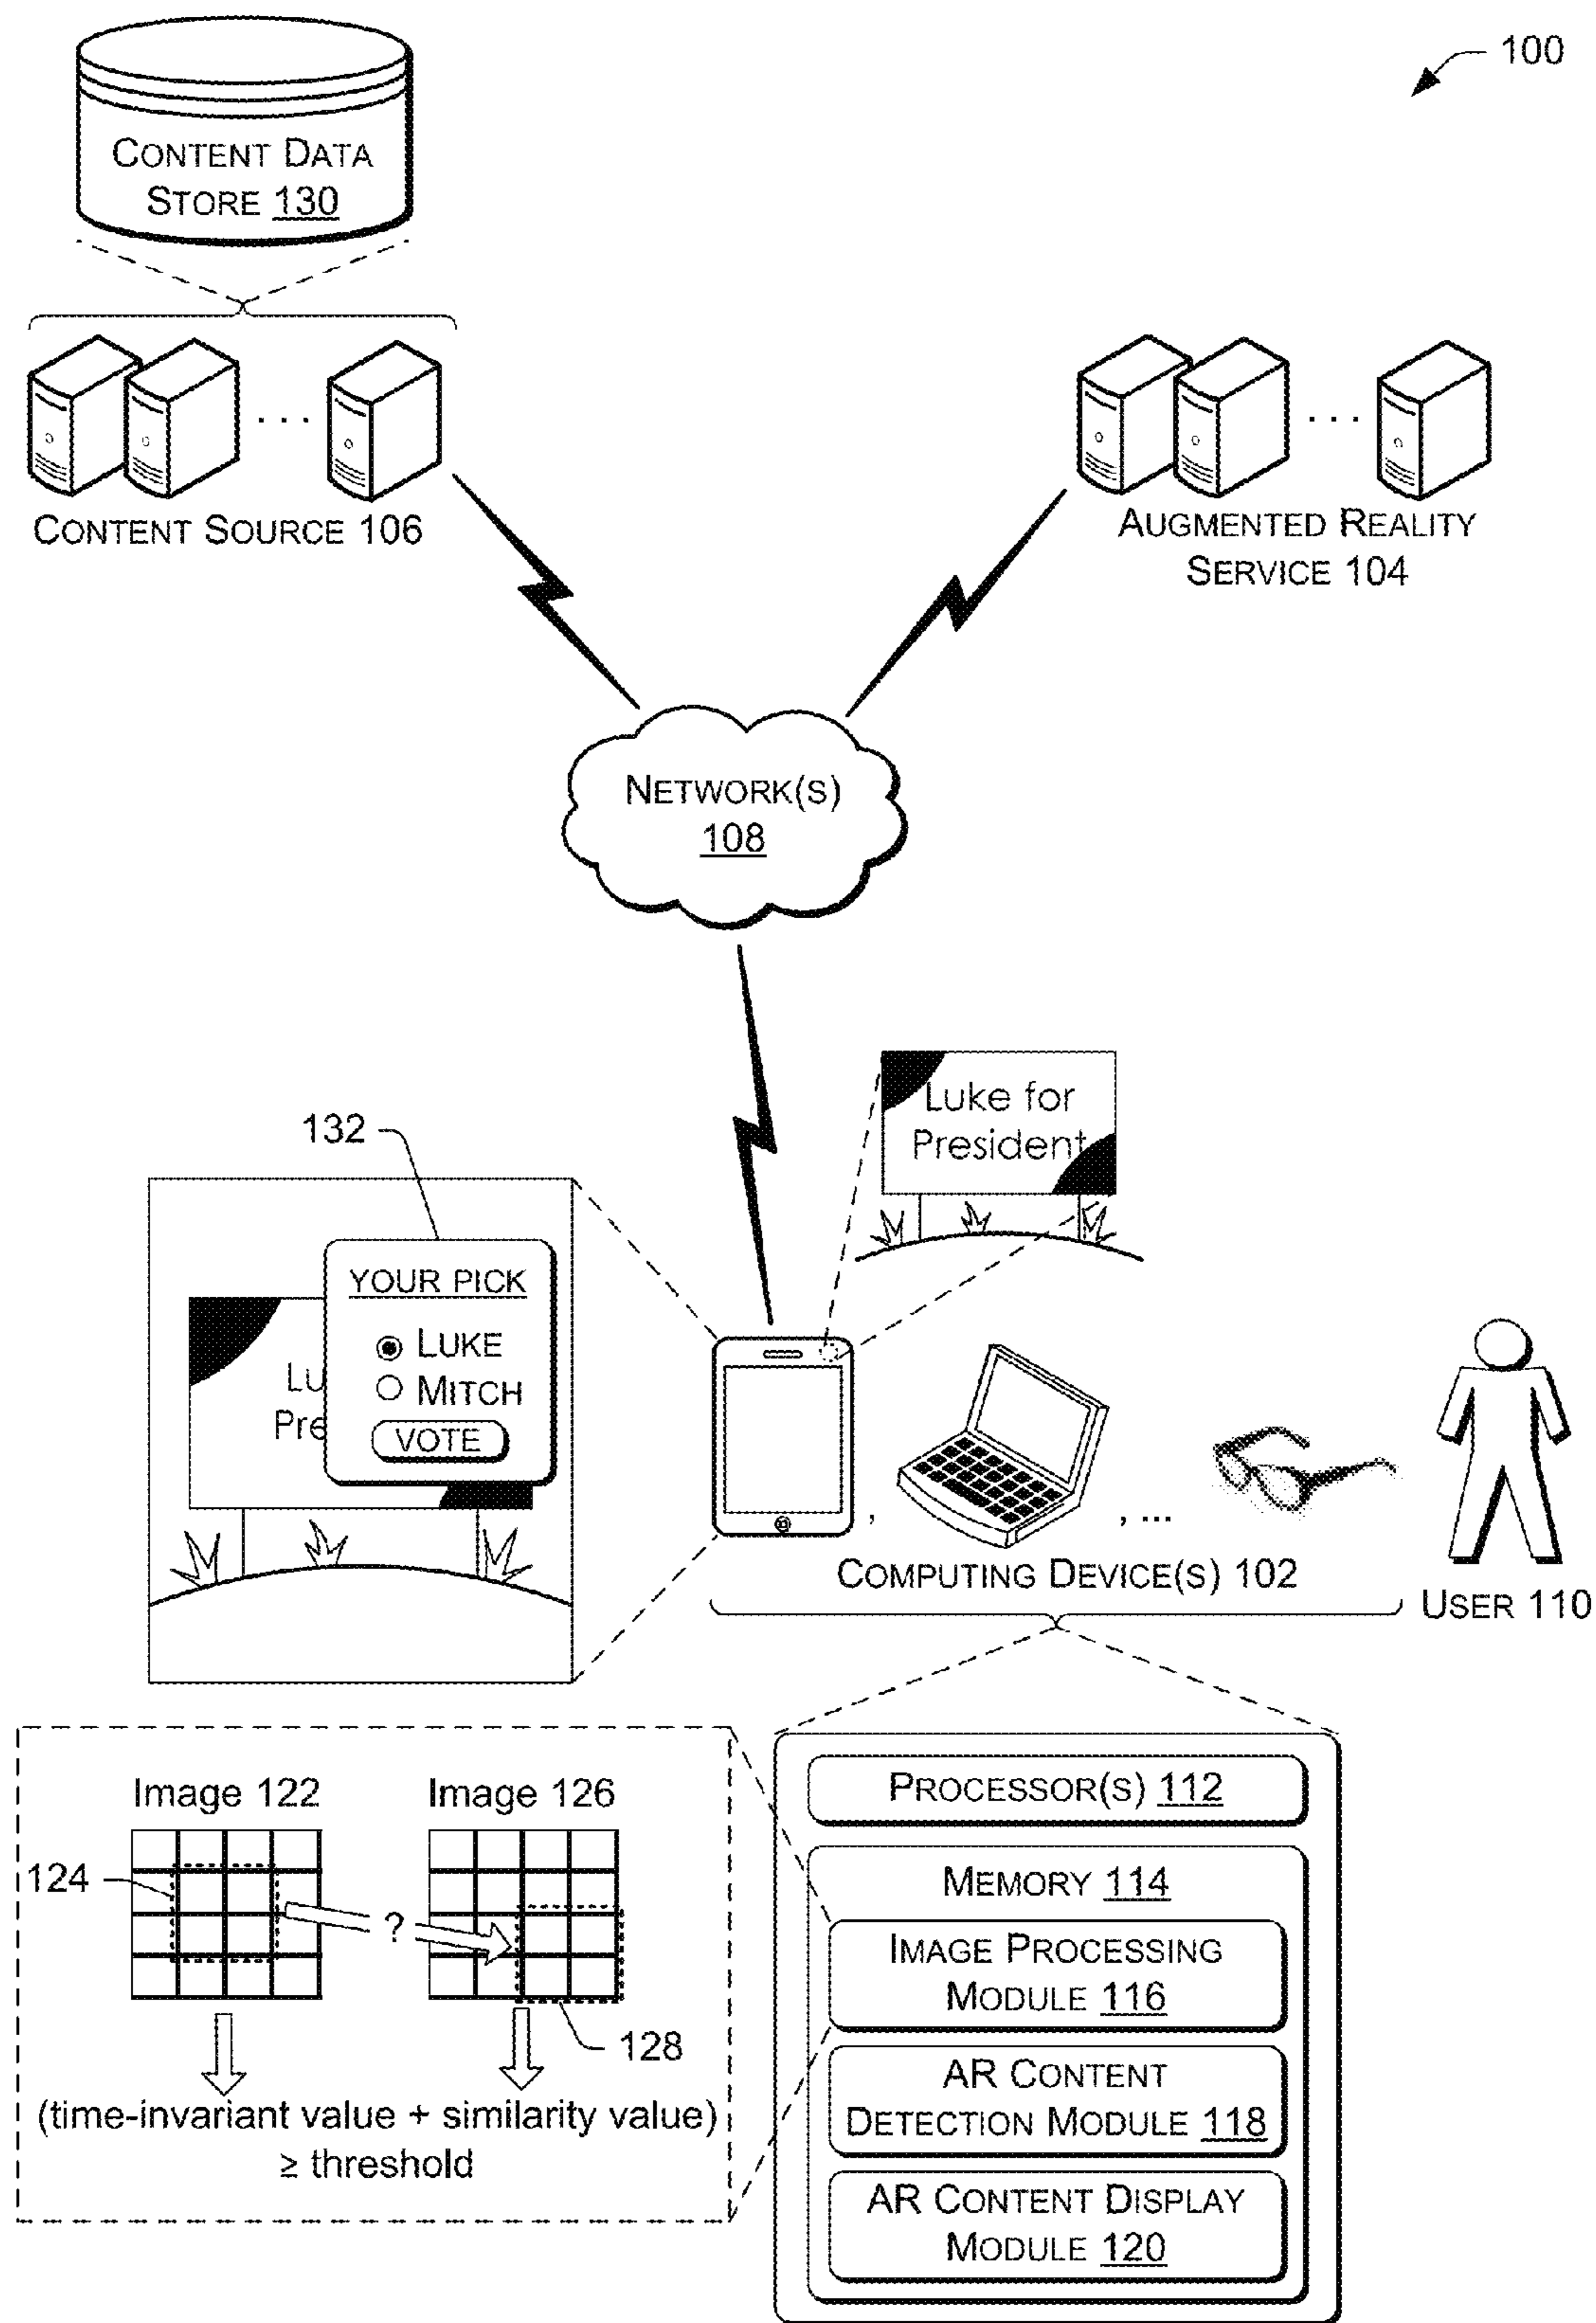 100
CONTENT DATA
STORE 130
CONTENT SOURCE 106
AUGMENTED REALITY
SERVICE 104
NETWORK(S)
108
Luke for
President
132
YOUR PICK
LUKE
MITCH
VOTE
Lu
Pre
, , ...
COMPUTING DEVICE(S) 102
USER 110
PROCESSOR(S) 112
MEMORY 114
IMAGE PROCESSING
MODULE 116
AR CONTENT
DETECTION MODULE 118
AR CONTENT DISPLAY
MODULE 120
Image 122 Image 126
124
?
128
(time-invariant value + similarity value)
≥ threshold